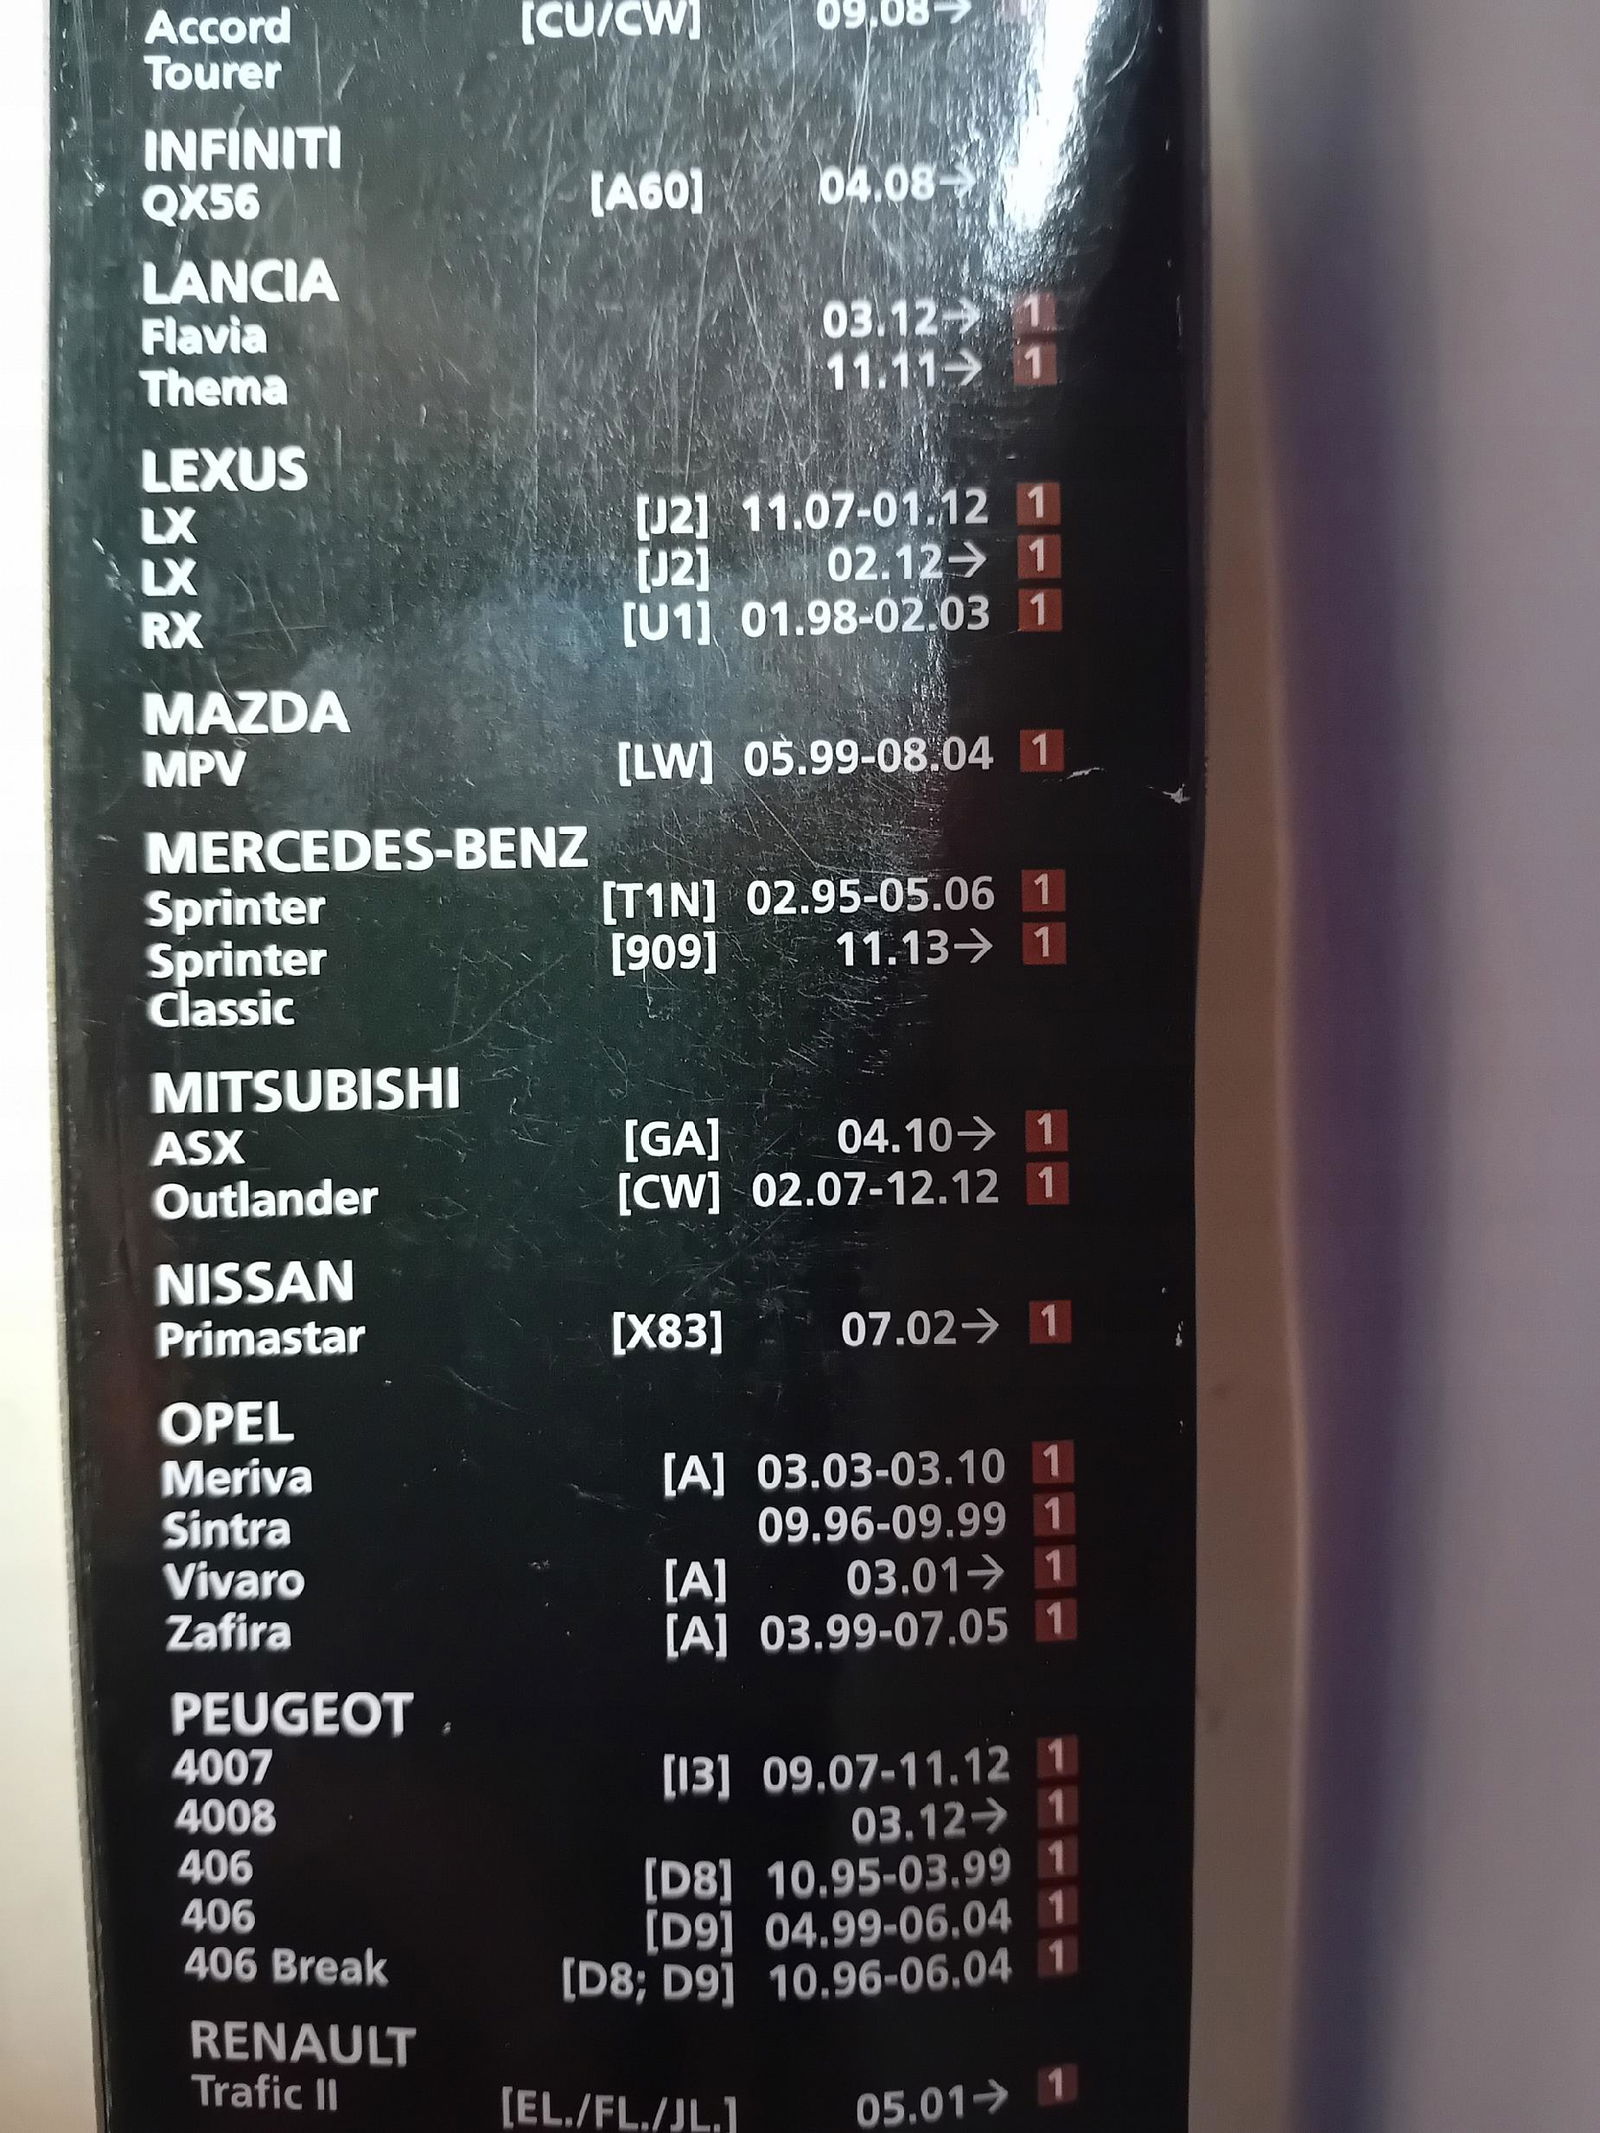 Accord [CU/CW] 09.08→
Tourer
INFINITI
QX56 [A60] 04.08→
LANCIA
Flavia 03.12→ 1
Thema 11.11→ 1
LEXUS
LX [J2] 11.07-01.12 1
LX [J2] 02.12→ 1
RX [U1] 01.98-02.03 1
MAZDA
MPV [LW] 05.99-08.04 1
MERCEDES-BENZ
Sprinter [T1N] 02.95-05.06 1
Sprinter [909] 11.13→ 1
Classic
MITSUBISHI
ASX [GA] 04.10→ 1
Outlander [CW] 02.07-12.12 1
NISSAN
Primastar [X83] 07.02→ 1
OPEL
Meriva [A] 03.03-03.10 1
Sintra 09.96-09.99 1
Vivaro [A] 03.01→ 1
Zafira [A] 03.99-07.05 1
PEUGEOT
4007 [I3] 09.07-11.12 1
4008 03.12→ 1
406 [D8] 10.95-03.99 1
406 [D9] 04.99-06.04 1
406 Break [D8; D9] 10.96-06.04 1
RENAULT
Trafic II [EL./FL./JL.] 05.01→ 1